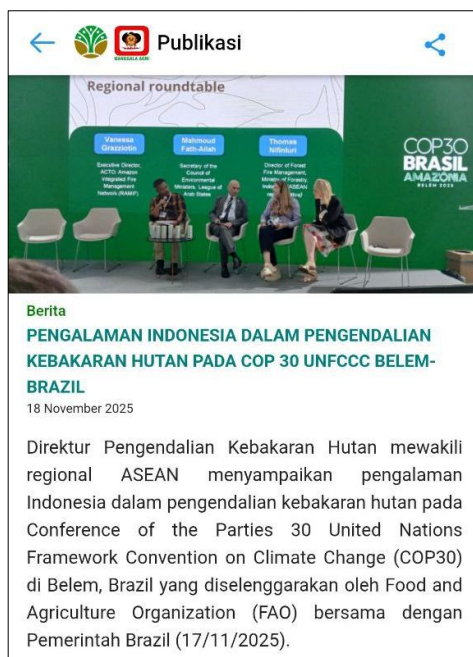 Publikasi
MANGGALA AGNI
Regional roundtable
Vanessa Grazziotin
Executive Director,
ACTO: Amazon
Integrated Fire
Management
Network (RAMIF)
Mahmoud Fath-Allah
Secretary of the
Council of
Environmental
Ministers, League of
Arab States
Thomas Nifinluri
Director of Forest
Fire Management,
Ministry of Forestry,
COP30
BRASIL
AMAZÔNIA
BELÉM 2025
Berita
PENGALAMAN INDONESIA DALAM PENGENDALIAN
KEBAKARAN HUTAN PADA COP 30 UNFCCC BELEM-
BRAZIL
18 November 2025
Direktur Pengendalian Kebakaran Hutan mewakili
regional ASEAN menyampaikan pengalaman
Indonesia dalam pengendalian kebakaran hutan pada
Conference of the Parties 30 United Nations
Framework Convention on Climate Change (COP30)
di Belem, Brazil yang diselenggarakan oleh Food and
Agriculture Organization (FAO) bersama dengan
Pemerintah Brazil (17/11/2025).